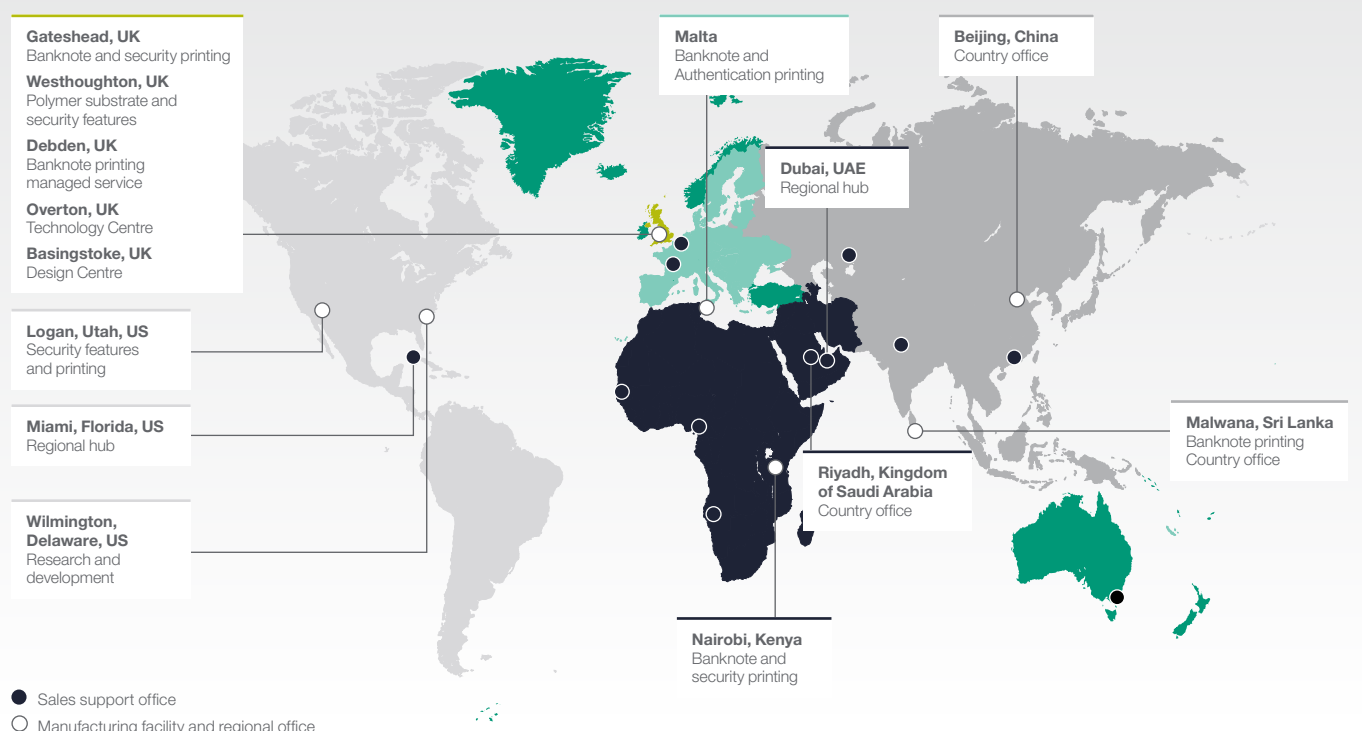 Gateshead, UK
Banknote and security printing
Westhoughton, UK
Polymer substrate and
security features
Debden, UK
Banknote printing
managed service
Overton, UK
Technology Centre
Basingstoke, UK
Design Centre
Logan, Utah, US
Security features
and printing
Miami, Florida, US
Regional hub
Wilmington,
Delaware, US
Research and
development
Malta
Banknote and
Authentication printing
Dubai, UAE
Regional hub
Beijing, China
Country office
Malwana, Sri Lanka
Banknote printing
Country office
Riyadh, Kingdom
of Saudi Arabia
Country office
Nairobi, Kenya
Banknote and
security printing
Sales support office
Manufacturing facility and regional office